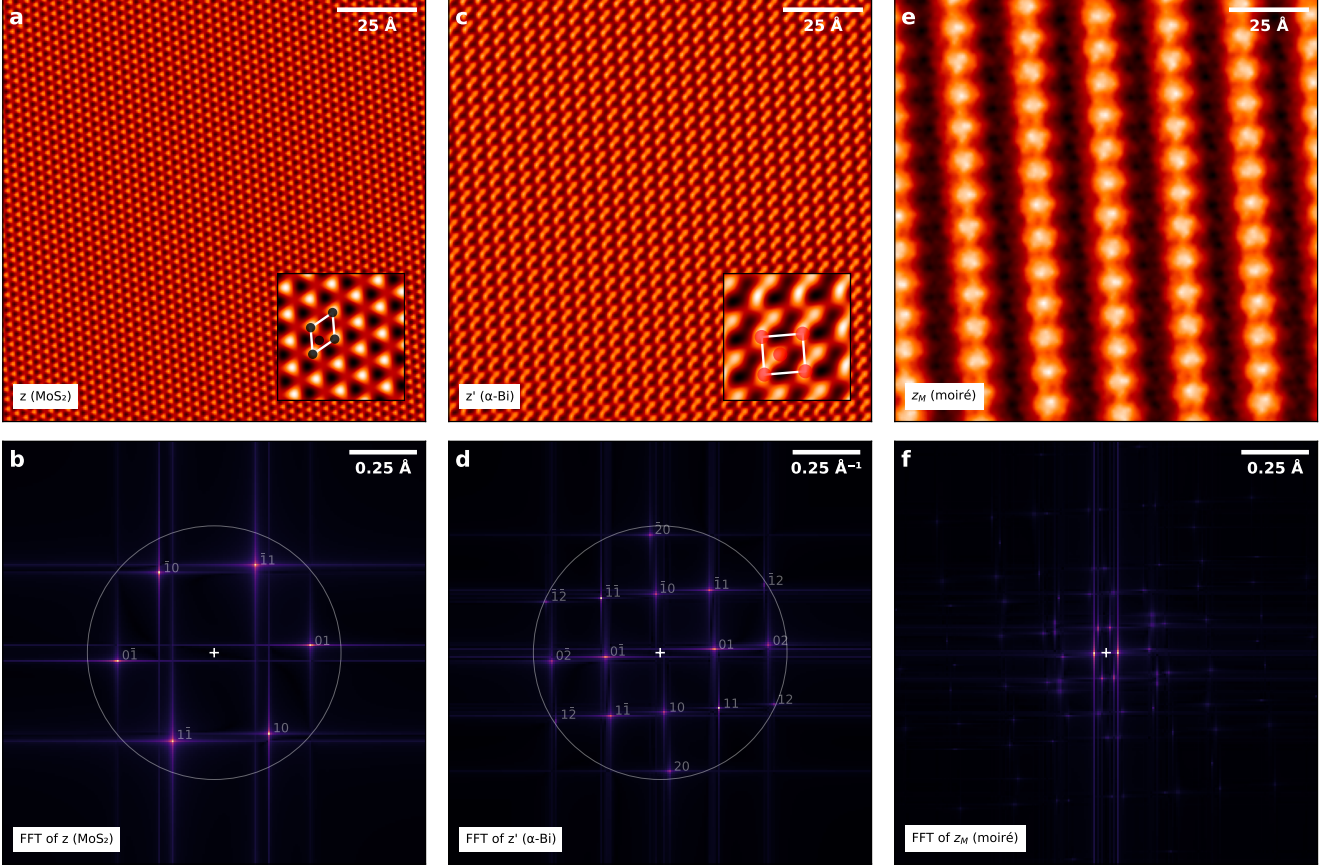 a
25 Å
z (MoS₂)
c
25 Å
z' (α-Bi)
e
25 Å
z_M (moiré)
b
0.25 Å
1̄0
1̄1
01
01̄
11̄
10
FFT of z (MoS₂)
d
0.25 Å⁻¹
2̄0
1̄2̄
1̄1̄
1̄0
1̄1
1̄2
02̄
01̄
01
02
12̄
11̄
10
11
12
20
FFT of z' (α-Bi)
f
0.25 Å
FFT of z_M (moiré)